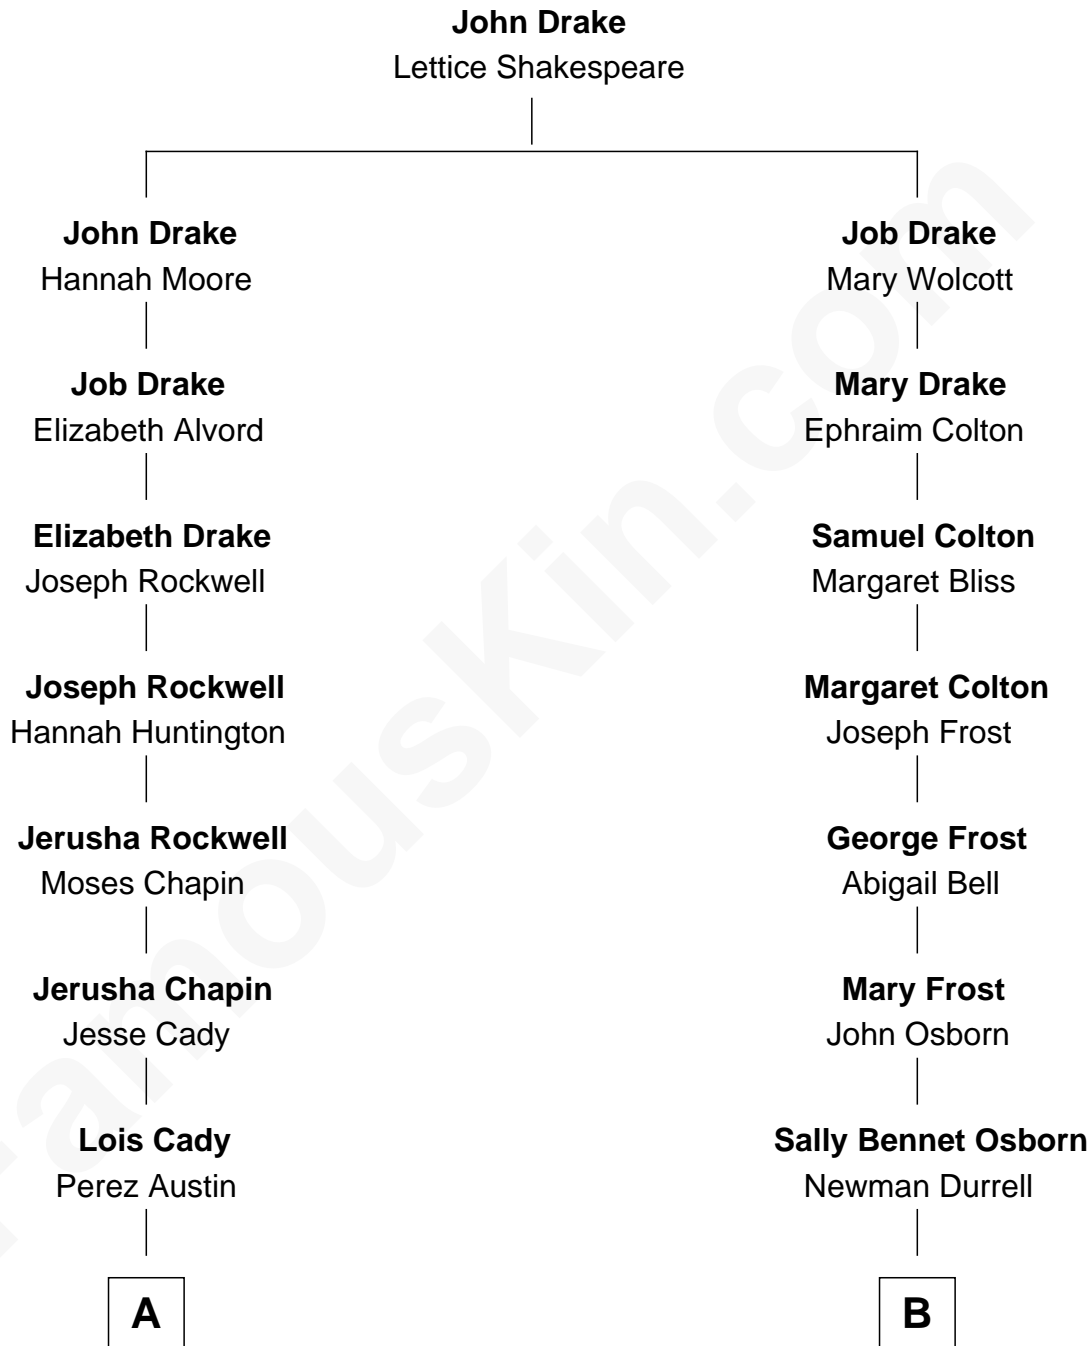 John Drake
Lettice Shakespeare
John Drake
Hannah Moore
Job Drake
Mary Wolcott
Job Drake
Elizabeth Alvord
Mary Drake
Ephraim Colton
Elizabeth Drake
Joseph Rockwell
Samuel Colton
Margaret Bliss
Joseph Rockwell
Hannah Huntington
Margaret Colton
Joseph Frost
Jerusha Rockwell
Moses Chapin
George Frost
Abigail Bell
Jerusha Chapin
Jesse Cady
Mary Frost
John Osborn
Lois Cady
Perez Austin
Sally Bennet Osborn
Newman Durrell
A
B
FamousKin.com